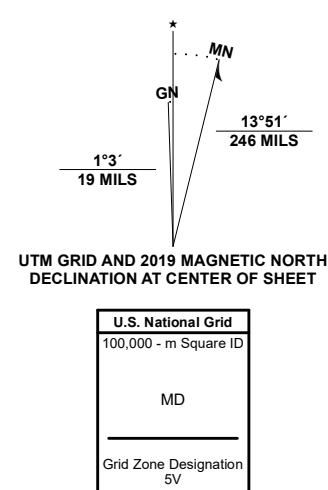 ★
MN
GN
13°51´
246 MILS
1°3´
19 MILS
UTM GRID AND 2019 MAGNETIC NORTH
DECLINATION AT CENTER OF SHEET
U.S. National Grid
100,000 - m Square ID
MD
Grid Zone Designation
5V